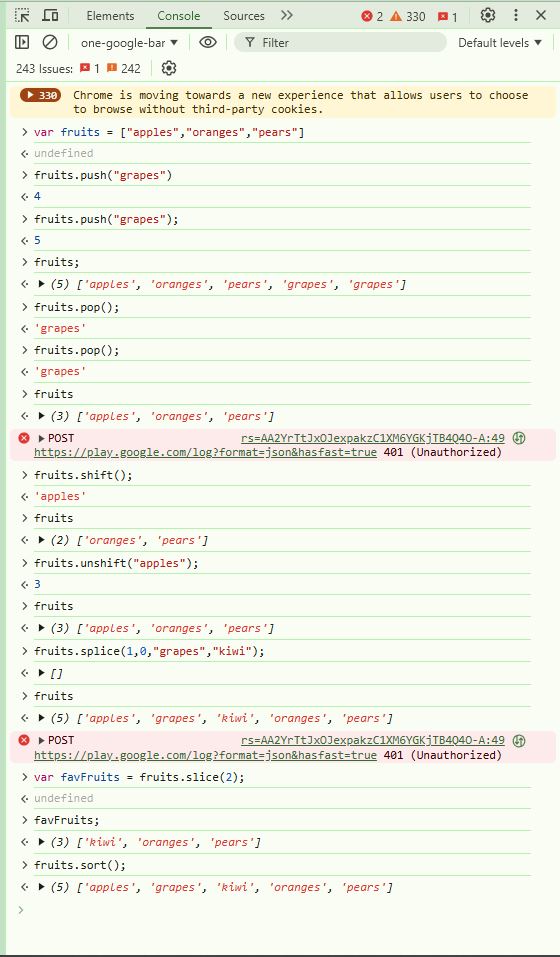 Elements Console Sources 2 330 1
one-google-bar Filter Default levels
243 Issues: 1 242
330 Chrome is moving towards a new experience that allows users to choose
to browse without third-party cookies.
> var fruits = ["apples","oranges","pears"]
undefined
> fruits.push("grapes")
4
> fruits.push("grapes");
5
> fruits;
(5) ['apples', 'oranges', 'pears', 'grapes', 'grapes']
> fruits.pop();
'grapes'
> fruits.pop();
'grapes'
> fruits
(3) ['apples', 'oranges', 'pears']
POST rs=AA2YrTtJxOJexpakzC1XM6YGKjTB4Q4O-A:49
https://play.google.com/log?format=json&hasfast=true 401 (Unauthorized)
> fruits.shift();
'apples'
> fruits
(2) ['oranges', 'pears']
> fruits.unshift("apples");
3
> fruits
(3) ['apples', 'oranges', 'pears']
> fruits.splice(1,0,"grapes","kiwi");
[]
> fruits
(5) ['apples', 'grapes', 'kiwi', 'oranges', 'pears']
POST rs=AA2YrTtJxOJexpakzC1XM6YGKjTB4Q4O-A:49
https://play.google.com/log?format=json&hasfast=true 401 (Unauthorized)
> var favFruits = fruits.slice(2);
undefined
> favFruits;
(3) ['kiwi', 'oranges', 'pears']
> fruits.sort();
(5) ['apples', 'grapes', 'kiwi', 'oranges', 'pears']
>